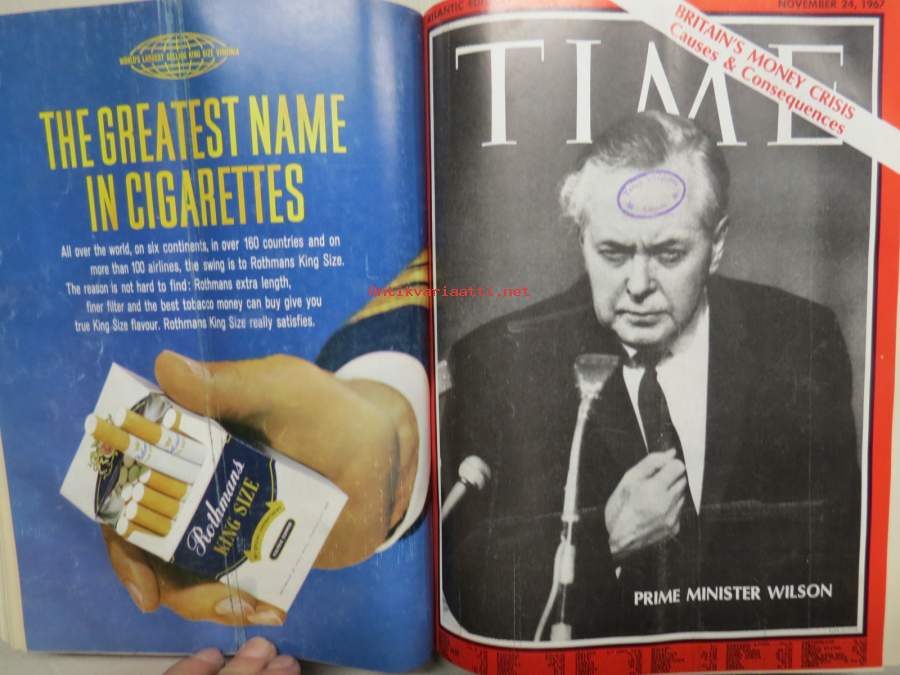 WORLD'S LARGEST SELLING KING SIZE VIRGINIA
THE GREATEST NAME
IN CIGARETTES
All over the world, on six continents, in over 160 countries and on
more than 100 airlines, the swing is to Rothmans King Size.
The reason is not hard to find: Rothmans extra length,
finer filter and the best tobacco money can buy give you
true King Size flavour. Rothmans King Size really satisfies.
Rothmans
KING SIZE
antikvariaatti.net
ATLANTIC
NOVEMBER 24, 1967
TIME
BRITAIN'S MONEY CRISIS
Causes & Consequences
PRIME MINISTER WILSON